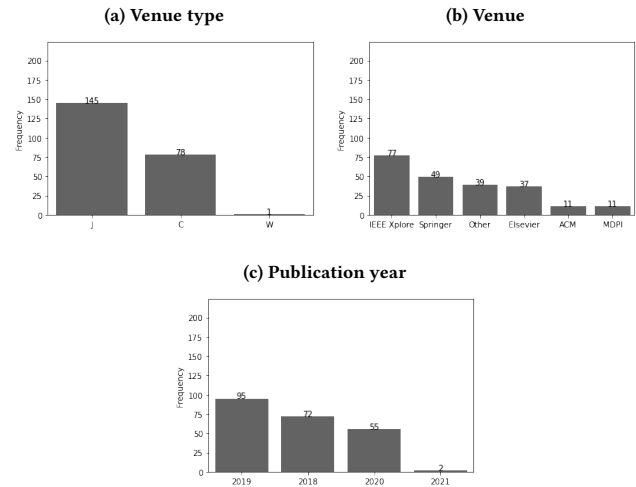 (a) Venue type
200
175
150
125
100
75
50
25
0
Frequency
145
78
1
J
C
W
(b) Venue
200
175
150
125
100
75
50
25
0
Frequency
77
49
39
37
11
11
IEEE Xplore
Springer
Other
Elsevier
ACM
MDPI
(c) Publication year
200
175
150
125
100
75
50
25
0
Frequency
95
72
55
2
2019
2018
2020
2021